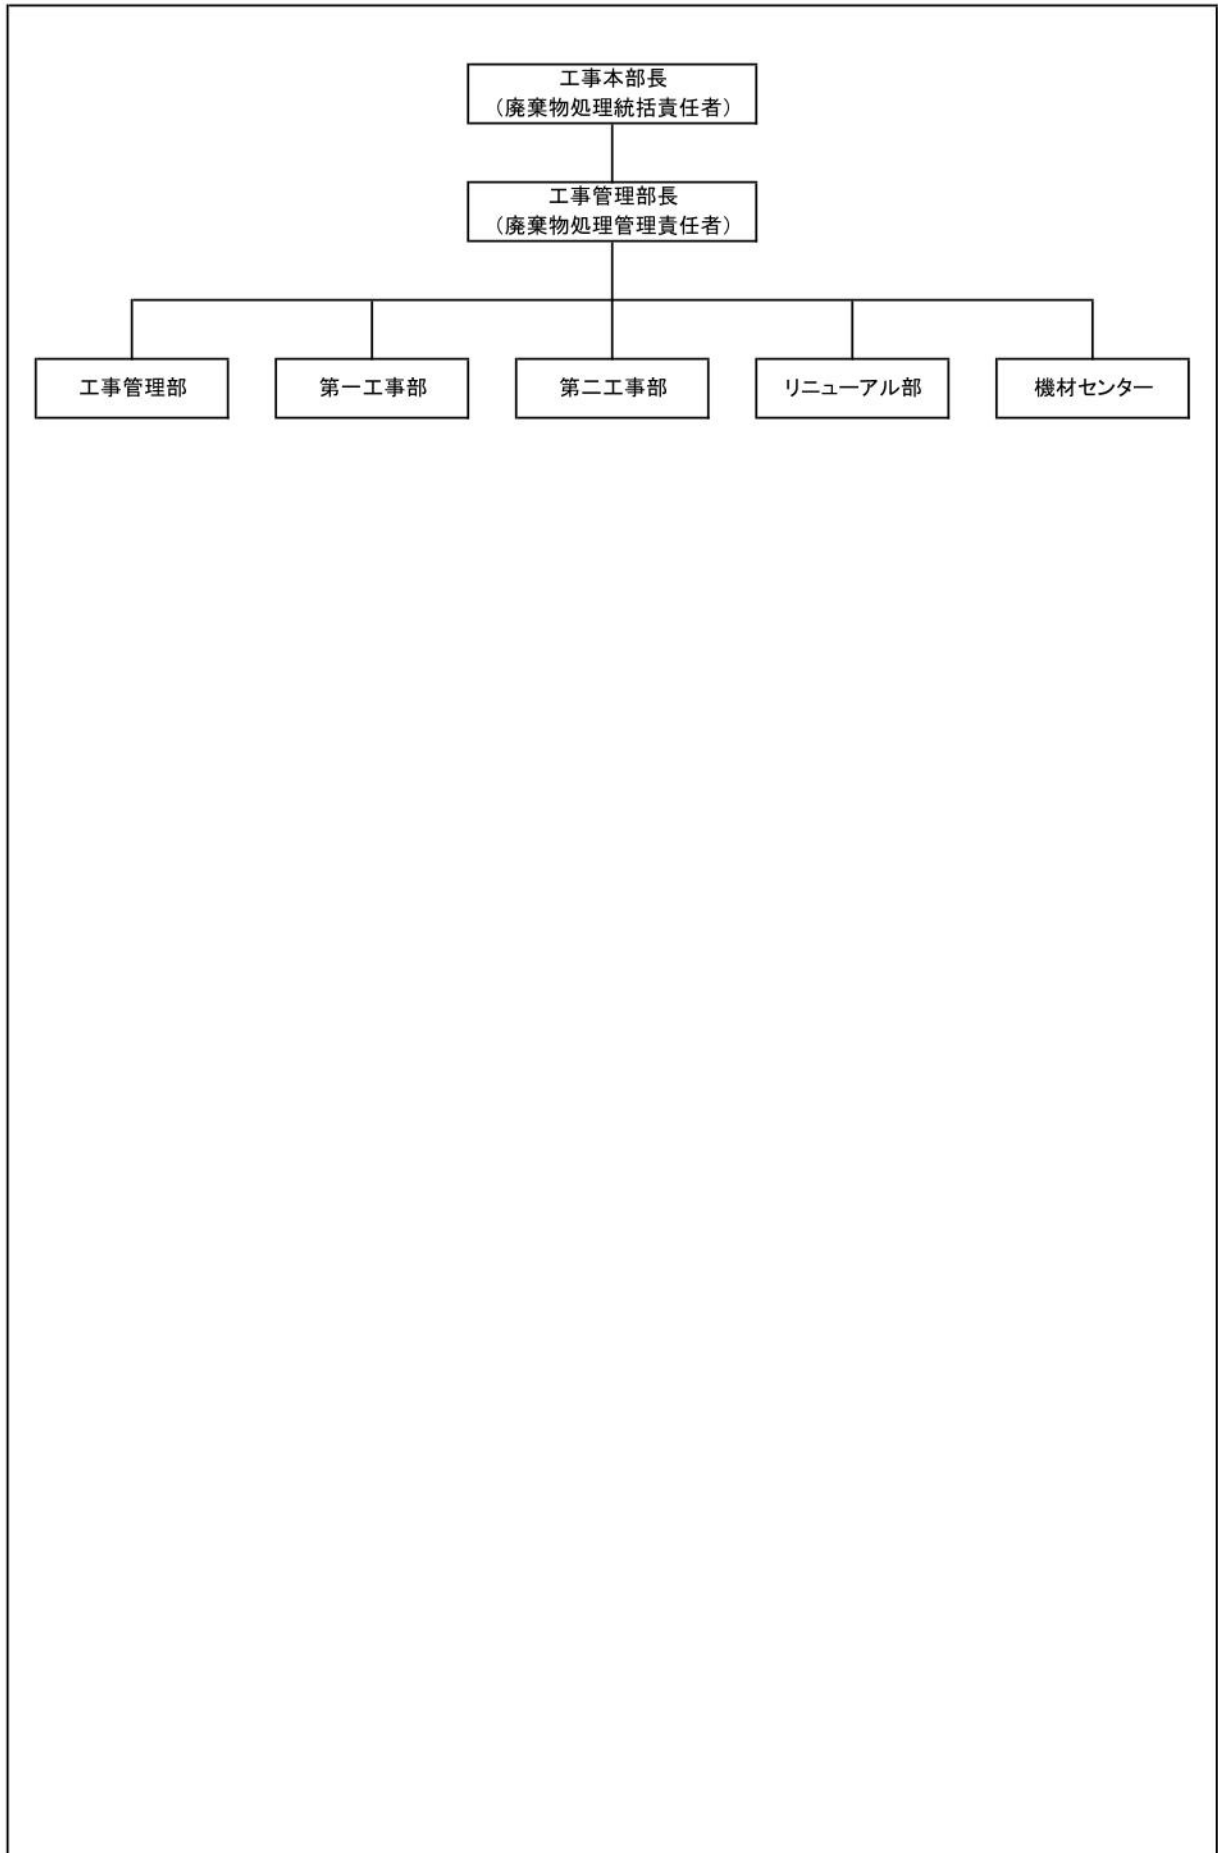 工事本部長
（廃棄物処理統括責任者）
工事管理部長
（廃棄物処理管理責任者）
工事管理部
第一工事部
第二工事部
リニューアル部
機材センター